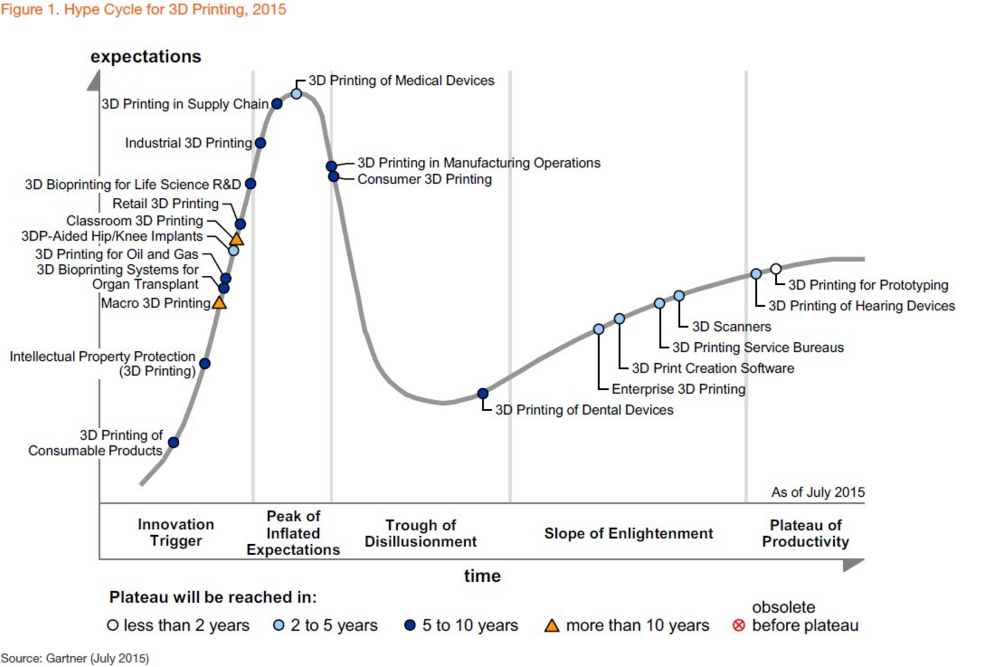 Figure 1. Hype Cycle for 3D Printing, 2015
expectations
3D Printing of Medical Devices
3D Printing in Supply Chain
Industrial 3D Printing
3D Printing in Manufacturing Operations
Consumer 3D Printing
3D Bioprinting for Life Science R&D
Retail 3D Printing
Classroom 3D Printing
3DP-Aided Hip/Knee Implants
3D Printing for Oil and Gas
3D Bioprinting Systems for
Organ Transplant
Macro 3D Printing
Intellectual Property Protection
(3D Printing)
3D Printing of
Consumable Products
3D Printing for Prototyping
3D Printing of Hearing Devices
3D Scanners
3D Printing Service Bureaus
3D Print Creation Software
Enterprise 3D Printing
3D Printing of Dental Devices
As of July 2015
Innovation
Trigger
Peak of
Inflated
Expectations
Trough of
Disillusionment
Slope of Enlightenment
Plateau of
Productivity
time
Plateau will be reached in:
less than 2 years
2 to 5 years
5 to 10 years
more than 10 years
obsolete
before plateau
Source: Gartner (July 2015)